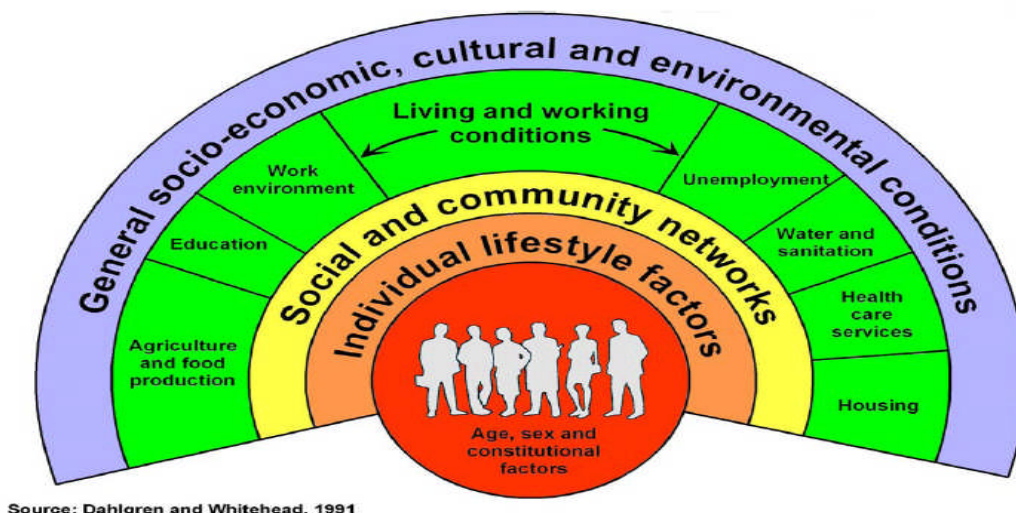 General socio-economic, cultural and environmental conditions
Living and working
conditions
Work
environment
Unemployment
Education
Water and
sanitation
Agriculture
and food
production
Health
care
services
Housing
Social and community networks
Individual lifestyle factors
Age, sex and
constitutional
factors
Source: Dahlgren and Whitehead, 1991